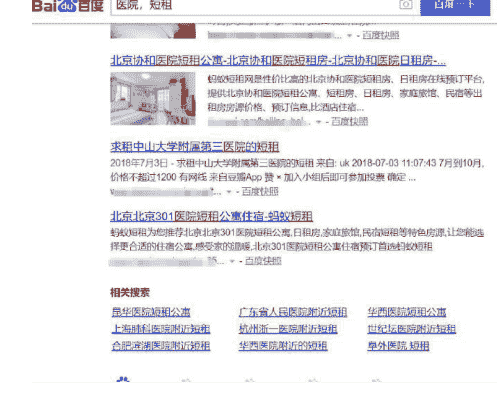 Bai du 百度
医院，短租
百度一下
- 百度快照
北京协和医院短租公寓-北京协和医院短租房-北京协和医院日租房-...
蚂蚁短租网是性价比高的北京协和医院短租房、日租房在线预订平台,
提供北京协和医院短租公寓、短租房、日租房、家庭旅馆、民宿等出
租房房源价格、预订信息,比酒店住宿...
- 百度快照
求租中山大学附属第三医院的短租
2018年7月3日 - 求租中山大学附属第三医院的短租 来自: uk 2018-07-03 11:07:43 7月到10月,
价格不超过1200 有网线 来自豆瓣App 赞 × 加入小组后即可参加投票 确定 ...
- 百度快照
北京北京301医院短租公寓住宿-蚂蚁短租
蚂蚁短租为您推荐北京北京301医院短租公寓,日租房,家庭旅馆,民宿短租等特色房源,让您能选
择更合适的住宿公寓,感受家的温暖,北京301医院短租公寓住宿预订首选蚂蚁短租
- 百度快照
相关搜索
昆华医院短租公寓 广东省人民医院附近短租 华西医院短租公寓
上海肺科医院附近短租 杭州浙一医院附近短租 世纪坛医院附近短租
合肥滨湖医院附近短租 华西医院附近的短租 阜外医院 短租